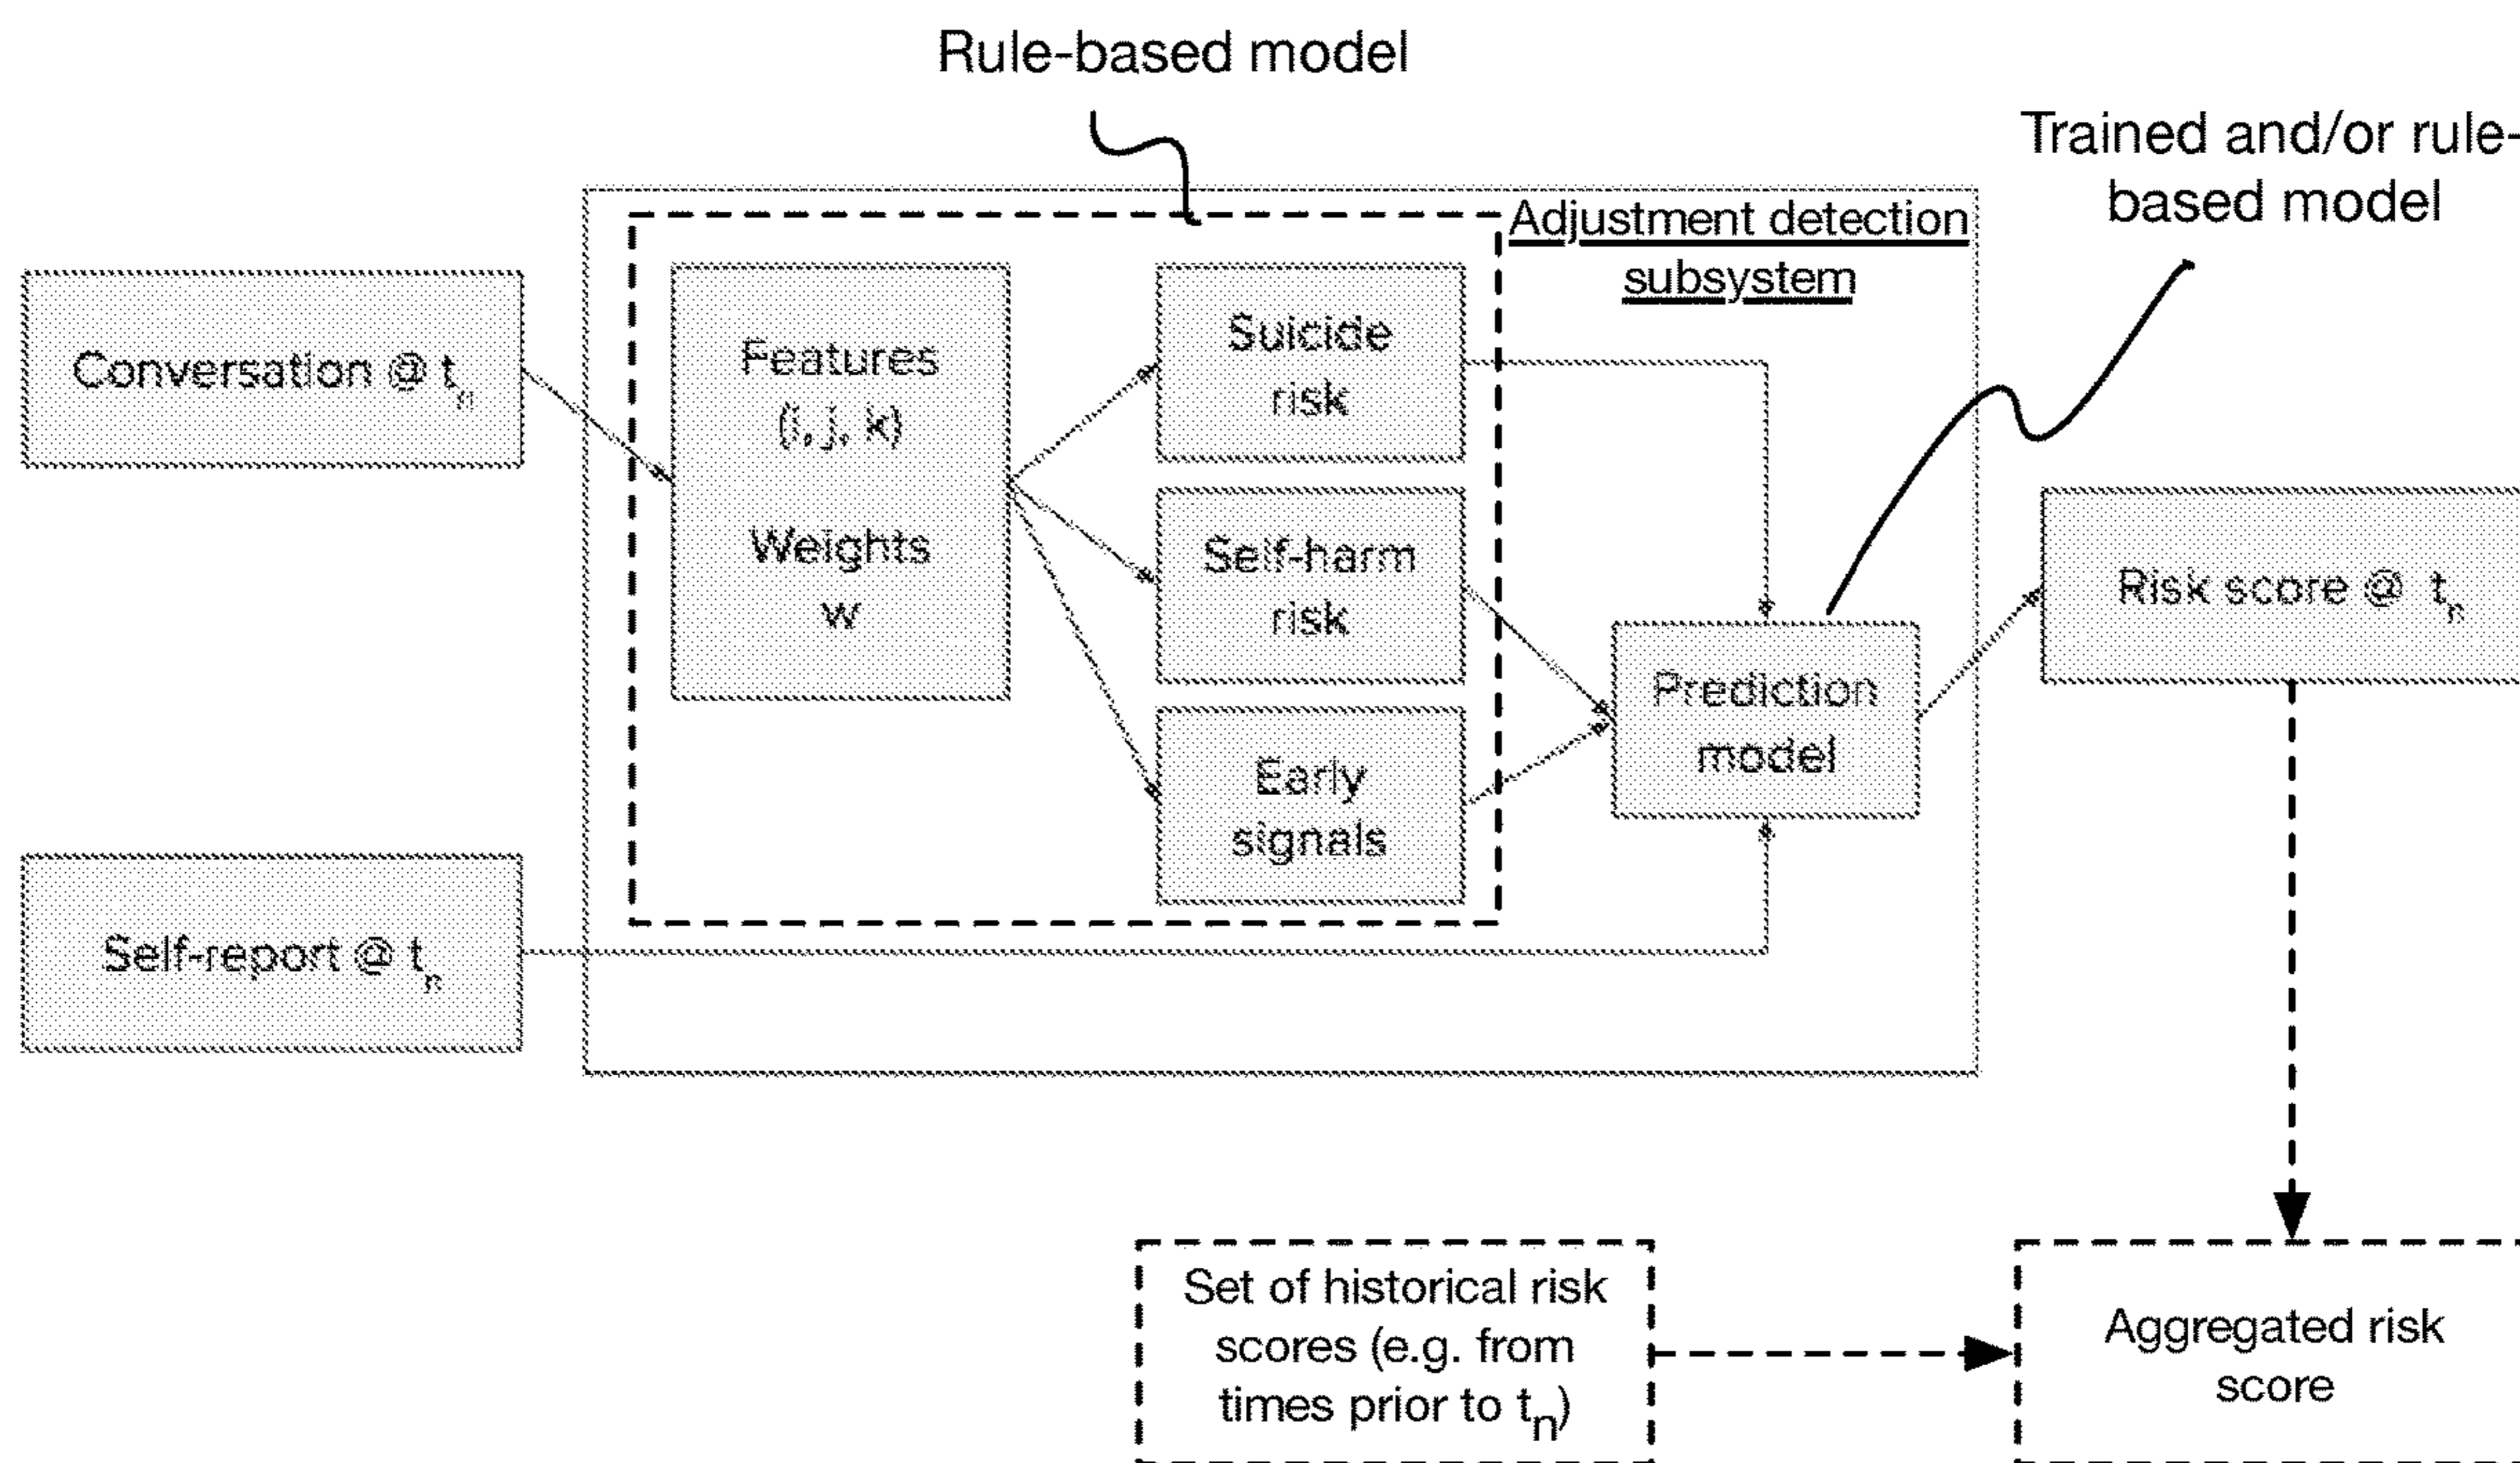 Rule-based model
Trained and/or rule-
based model
Adjustment detection
subsystem
Conversation @ tn
Features
(i, j, k)
Weights
w
Suicide
risk
Self-harm
risk
Early
signals
Prediction
model
Risk score @ tn
Self-report @ tn
Set of historical risk
scores (e.g. from
times prior to tn)
Aggregated risk
score